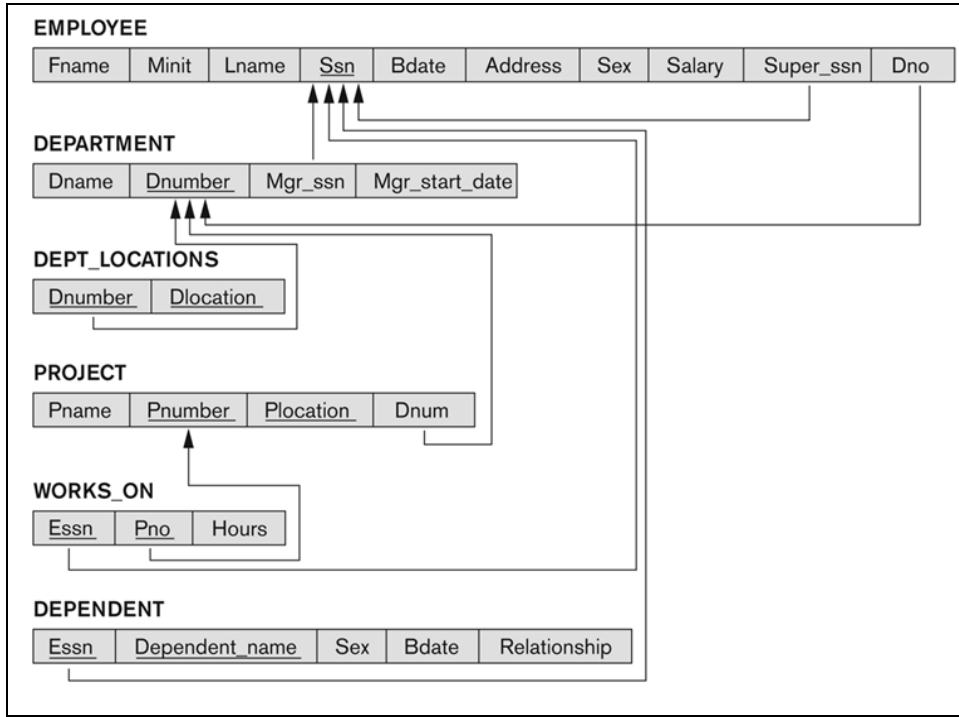 EMPLOYEE
Fname Minit Lname Ssn Bdate Address Sex Salary Super_ssn Dno
DEPARTMENT
Dname Dnumber Mgr_ssn Mgr_start_date
DEPT_LOCATIONS
Dnumber Dlocation
PROJECT
Pname Pnumber Plocation Dnum
WORKS_ON
Essn Pno Hours
DEPENDENT
Essn Dependent_name Sex Bdate Relationship